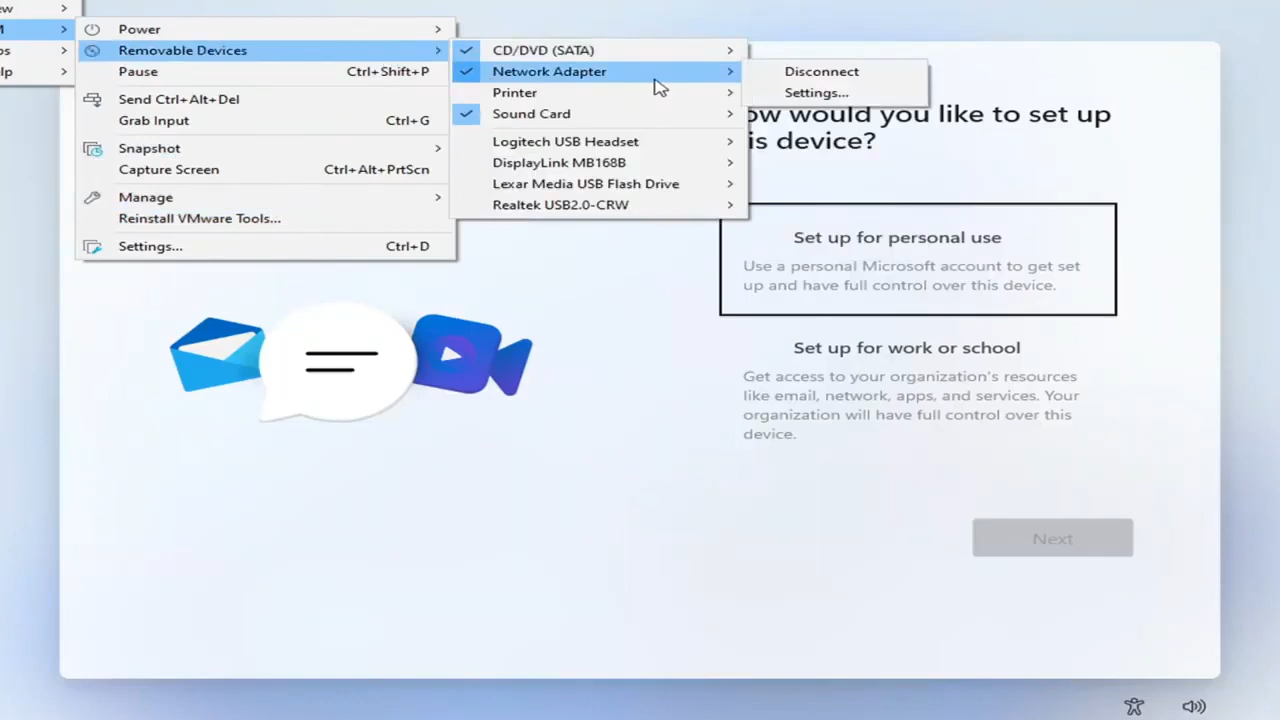 Power
Removable Devices
Pause Ctrl+Shift+P
Send Ctrl+Alt+Del
Grab Input Ctrl+G
Snapshot
Capture Screen Ctrl+Alt+PrtScn
Manage
Reinstall VMware Tools...
Settings... Ctrl+D
CD/DVD (SATA)
Network Adapter
Printer
Sound Card
Logitech USB Headset
DisplayLink MB168B
Lexar Media USB Flash Drive
Realtek USB2.0-CRW
Disconnect
Settings...
ow would you like to set up
is device?
Set up for personal use
Use a personal Microsoft account to get set
up and have full control over this device.
Set up for work or school
Get access to your organization's resources
like email, network, apps, and services. Your
organization will have full control over this
device.
Next